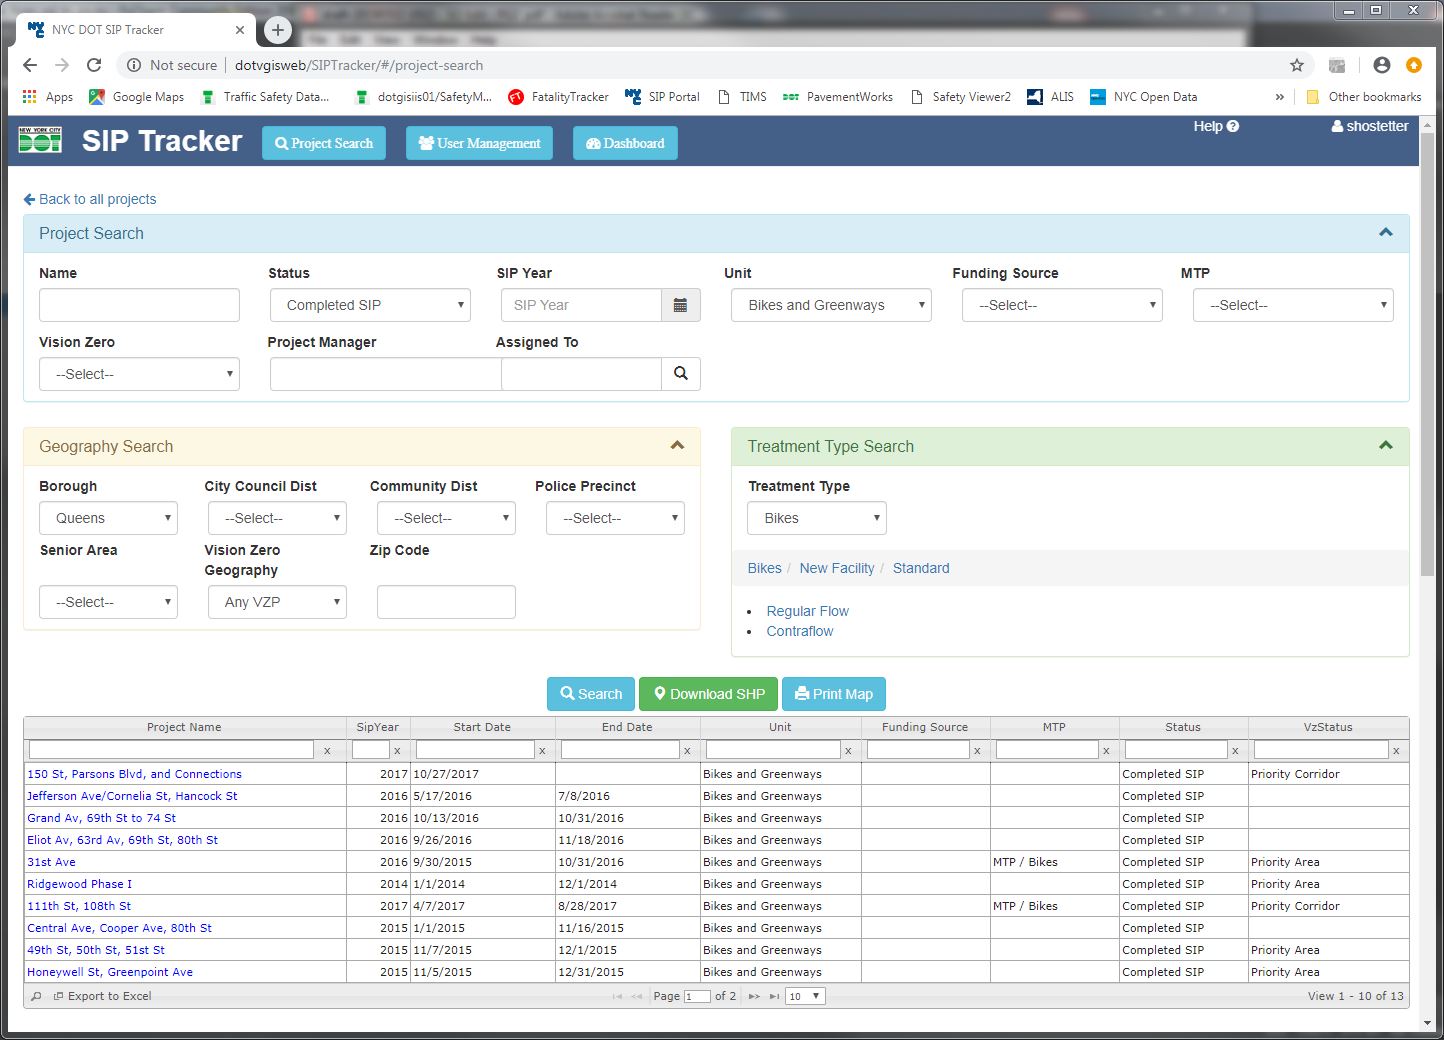 NYC DOT SIP Tracker
Not secure | dotvgisweb/SIPTracker/#/project-search
Apps Google Maps Traffic Safety Data... dotgisiis01/SafetyM... FatalityTracker SIP Portal TIMS PavementWorks Safety Viewer2 ALIS NYC Open Data » Other bookmarks
NEW YORK CITY DOT SIP Tracker Project Search User Management Dashboard Help shostetter
Back to all projects
Project Search
Name Status SIP Year Unit Funding Source MTP
Completed SIP SIP Year Bikes and Greenways --Select-- --Select--
Vision Zero Project Manager Assigned To
--Select--
Geography Search
Borough City Council Dist Community Dist Police Precinct
Queens --Select-- --Select-- --Select--
Senior Area Vision Zero Geography Zip Code
--Select-- Any VZP
Treatment Type Search
Treatment Type
Bikes
Bikes / New Facility / Standard
• Regular Flow
• Contraflow
Search Download SHP Print Map
Project Name SipYear Start Date End Date Unit Funding Source MTP Status VzStatus
x x x x x x x x x
150 St, Parsons Blvd, and Connections 2017 10/27/2017 Bikes and Greenways Completed SIP Priority Corridor
Jefferson Ave/Cornelia St, Hancock St 2016 5/17/2016 7/8/2016 Bikes and Greenways Completed SIP
Grand Av, 69th St to 74 St 2016 10/13/2016 10/31/2016 Bikes and Greenways Completed SIP
Eliot Av, 63rd Av, 69th St, 80th St 2016 9/26/2016 11/18/2016 Bikes and Greenways Completed SIP
31st Ave 2016 9/30/2015 10/31/2016 Bikes and Greenways MTP / Bikes Completed SIP Priority Area
Ridgewood Phase I 2014 1/1/2014 12/1/2014 Bikes and Greenways Completed SIP Priority Area
111th St, 108th St 2017 4/7/2017 8/28/2017 Bikes and Greenways MTP / Bikes Completed SIP Priority Corridor
Central Ave, Cooper Ave, 80th St 2015 1/1/2015 11/16/2015 Bikes and Greenways Completed SIP
49th St, 50th St, 51st St 2015 11/7/2015 12/1/2015 Bikes and Greenways Completed SIP Priority Area
Honeywell St, Greenpoint Ave 2015 11/5/2015 12/31/2015 Bikes and Greenways Completed SIP Priority Area
Export to Excel Page 1 of 2 10 View 1 - 10 of 13